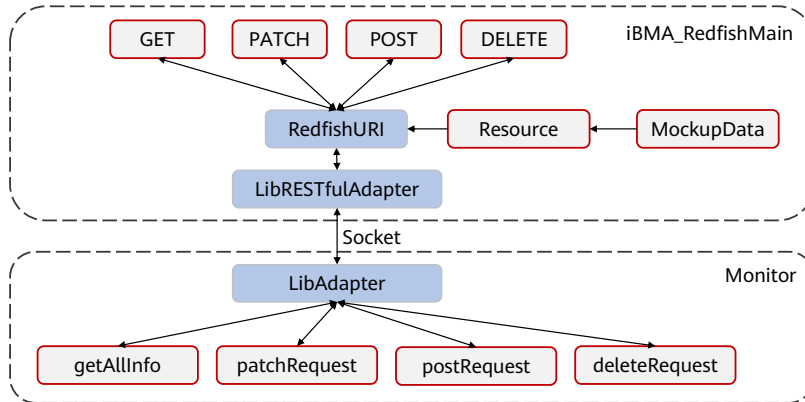 GET
PATCH
POST
DELETE
iBMA_RedfishMain
RedfishURI
Resource
MockupData
LibRESTfulAdapter
Socket
LibAdapter
Monitor
getAllInfo
patchRequest
postRequest
deleteRequest